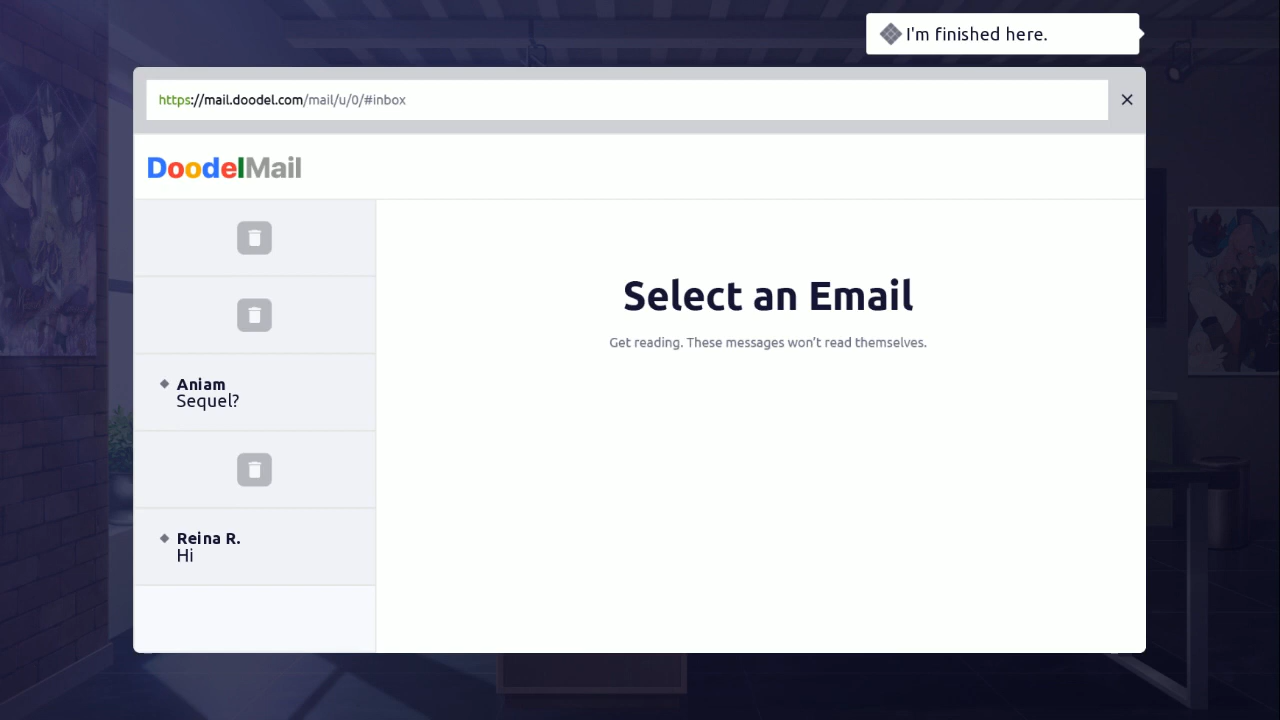 I'm finished here.
https://mail.doodel.com/mail/u/0/#inbox
DoodelMail
Select an Email
Get reading. These messages won't read themselves.
Aniam
Sequel?
Reina R.
Hi